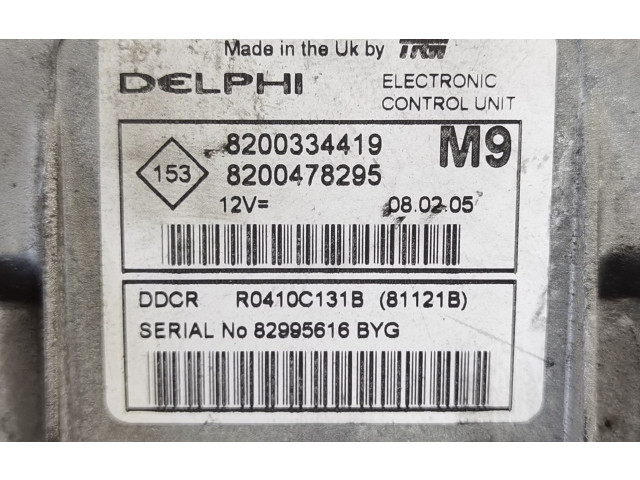 Made in the Uk by TRW
DELPHI ELECTRONIC
CONTROL UNIT
153 8200334419 M9
8200478295
12V= 08.02.05
DDCR R0410C131B (81121B)
SERIAL No 82995616 BYG